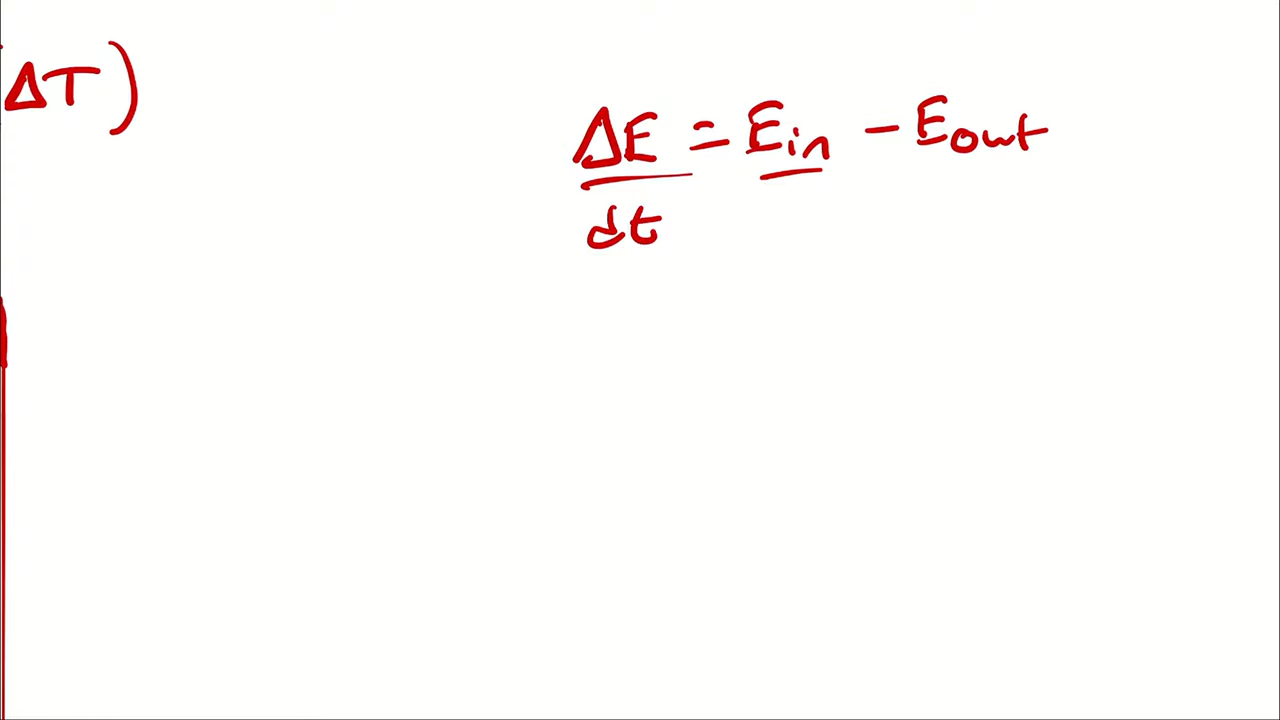 ΔT)
ΔE = Ein - Eout
dt